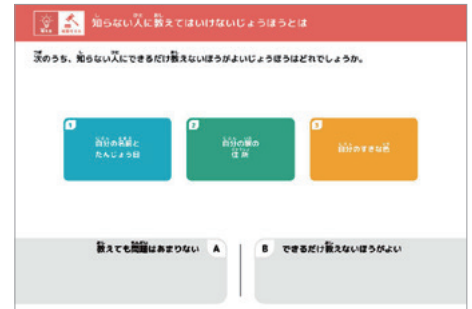 知らない人に教えてはいけないじょうほうとは
次のうち、知らない人にできるだけ教えないほうがよいじょうほうはどれでしょうか。
1
自分の名前と
たんじょう日
2
自分の家の
住所
3
自分のすきな色
教えても問題はあまりない A
B できるだけ教えないほうがよい